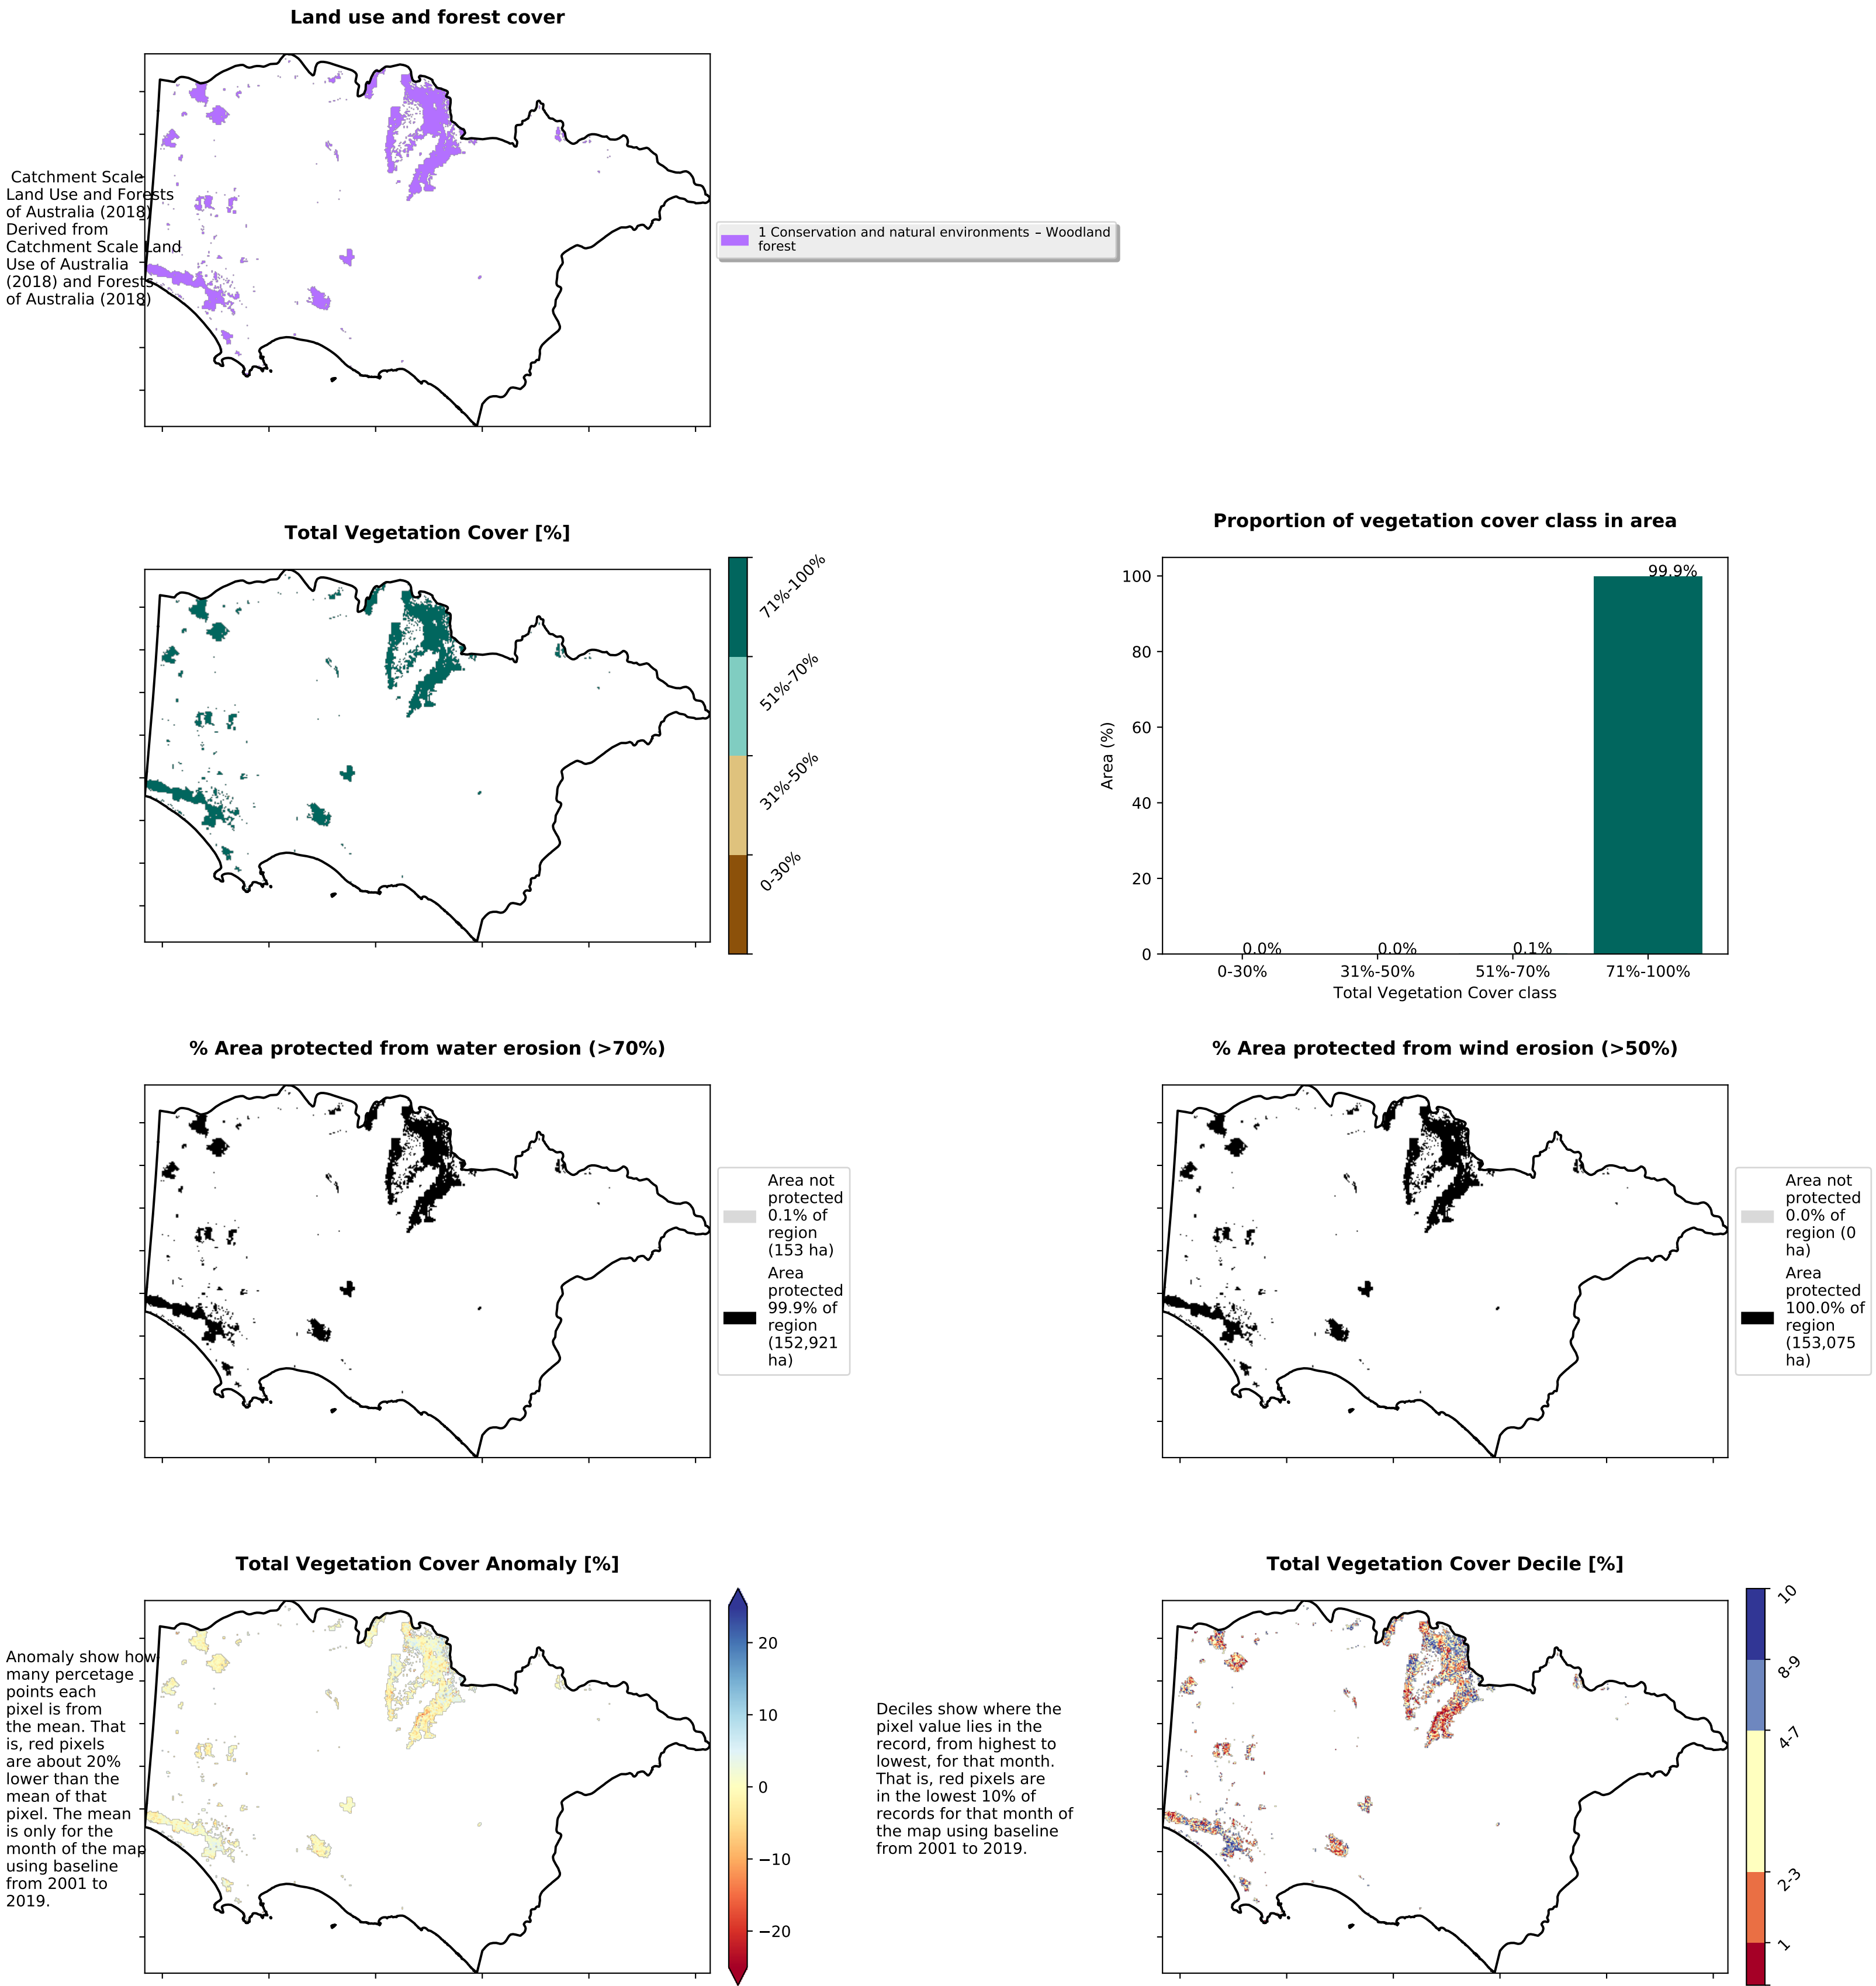 Land use and forest cover
Catchment Scale
Land Use and Forests
of Australia (2018)
Derived from
Catchment Scale Land
Use of Australia
(2018) and Forests
of Australia (2018)
1 Conservation and natural environments – Woodland
forest
Total Vegetation Cover [%]
71%-100%
51%-70%
31%-50%
0-30%
Proportion of vegetation cover class in area
Area (%)
100
80
60
40
20
0
0.0%
0.0%
0.1%
99.9%
0-30%
31%-50%
51%-70%
71%-100%
Total Vegetation Cover class
% Area protected from water erosion (>70%)
Area not
protected
0.1% of
region
(153 ha)
Area
protected
99.9% of
region
(152,921
ha)
% Area protected from wind erosion (>50%)
Area not
protected
0.0% of
region (0
ha)
Area
protected
100.0% of
region
(153,075
ha)
Total Vegetation Cover Anomaly [%]
Anomaly show how
many percetage
points each
pixel is from
the mean. That
is, red pixels
are about 20%
lower than the
mean of that
pixel. The mean
is only for the
month of the map
using baseline
from 2001 to
2019.
20
10
0
−10
−20
Total Vegetation Cover Decile [%]
Deciles show where the
pixel value lies in the
record, from highest to
lowest, for that month.
That is, red pixels are
in the lowest 10% of
records for that month of
the map using baseline
from 2001 to 2019.
10
8-9
4-7
2-3
1